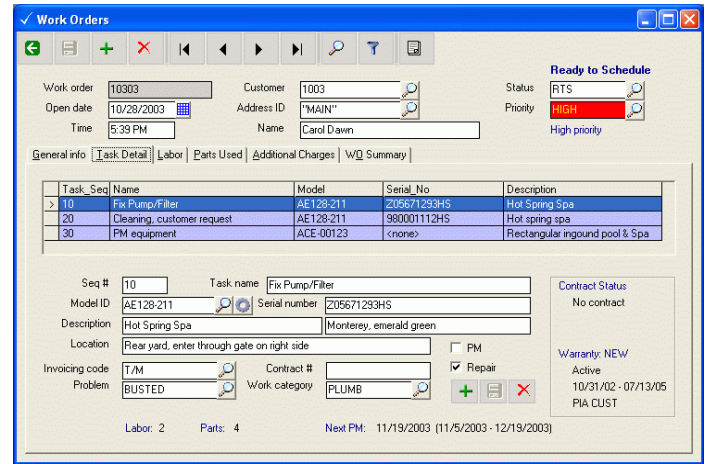 Work Orders
Ready to Schedule
Work order 10303 Customer 1003 Status RTS
Open date 10/28/2003 Address ID "MAIN" Priority HIGH
Time 5:39 PM Name Carol Dawn High priority
General info Task Detail Labor Parts Used Additional Charges WO Summary
Task_Seq Name Model Serial_No Description
10 Fix Pump/Filter AE128-211 Z05671293HS Hot Spring Spa
20 Cleaning, customer request AE128-211 980001112HS Hot spring spa
30 PM equipment ACE-00123 <none> Rectangular ingound pool & Spa
Seq # 10 Task name Fix Pump/Filter Contract Status
Model ID AE128-211 Serial number Z05671293HS No contract
Description Hot Spring Spa Monterey, emerald green
Location Rear yard, enter through gate on right side PM Warranty: NEW
Invoicing code T/M Contract # Repair Active
Problem BUSTED Work category PLUMB 10/31/02 - 07/13/05
PIA CUST
Labor: 2 Parts: 4 Next PM: 11/19/2003 (11/5/2003 - 12/19/2003)